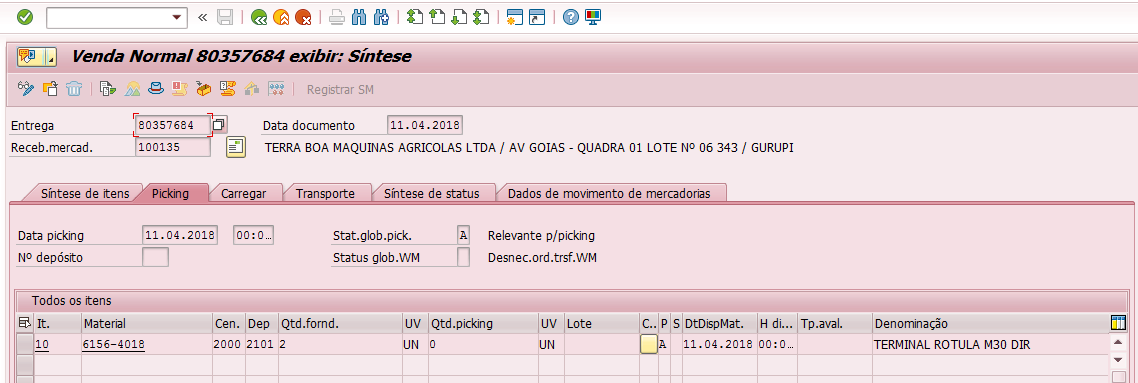 Venda Normal 80357684 exibir: Síntese
Registrar SM
Entrega 80357684 Data documento 11.04.2018
Receb.mercad. 100135 TERRA BOA MAQUINAS AGRICOLAS LTDA / AV GOIAS - QUADRA 01 LOTE Nº 06 343 / GURUPI
Síntese de itens Picking Carregar Transporte Síntese de status Dados de movimento de mercadorias
Data picking 11.04.2018 00:0… Stat.glob.pick. A Relevante p/picking
Nº depósito Status glob.WM Desnec.ord.trsf.WM
Todos os itens
It. Material Cen. Dep Qtd.fornd. UV Qtd.picking UV Lote C.. P S DtDispMat. H di... Tp.aval. Denominação
10 6156-4018 2000 2101 2 UN 0 UN A 11.04.2018 00:0… TERMINAL ROTULA M30 DIR